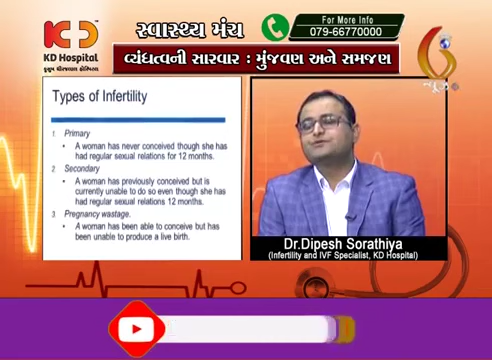 KD Hospital
કુસુમ ધીરજલાલ હોસ્પિટલ
સ્વાસ્થ્ય મંચ
For More Info
079-66770000
વ્યંધત્વની સારવાર : મુંજવણ અને સમજણ
ન્યૂઝ
Types of Infertility
1 Primary
• A woman has never conceived though she has
had regular sexual relations for 12 months.
2 Secondary
• A woman has previously conceived but is
currently unable to do so even though she has
had regular sexual relations 12 months.
3 Pregnancy wastage.
• A woman has been able to conceive but has
been unable to produce a live birth.
Dr.Dipesh Sorathiya
(Infertility and IVF Specialist, KD Hospital)